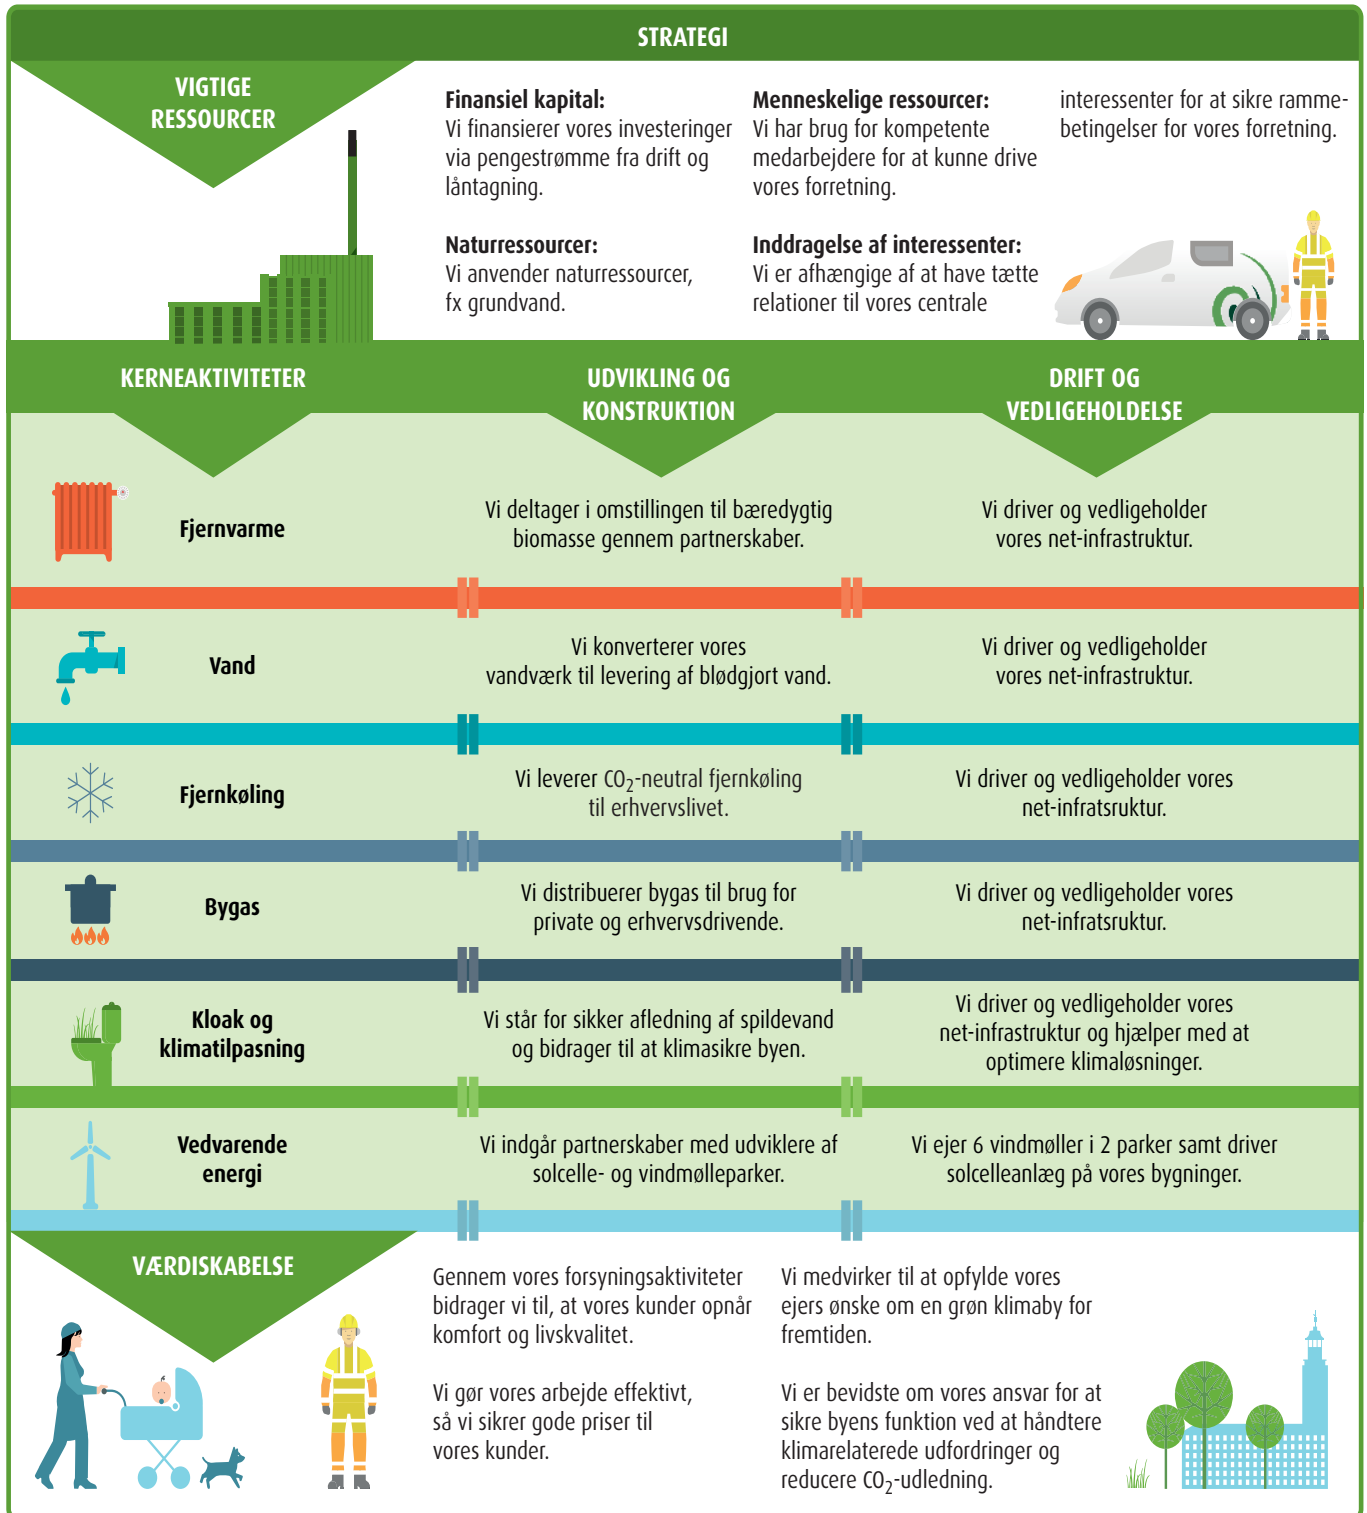 STRATEGI
VIGTIGE
RESSOURCER
Finansiel kapital:
Vi finansierer vores investeringer
via pengestrømme fra drift og
låntagning.
Naturressourcer:
Vi anvender naturressourcer,
fx grundvand.
Menneskelige ressourcer:
Vi har brug for kompetente
medarbejdere for at kunne drive
vores forretning.
Inddragelse af interessenter:
Vi er afhængige af at have tætte
relationer til vores centrale
interessenter for at sikre ramme-
betingelser for vores forretning.
KERNEAKTIVITETER
UDVIKLING OG
KONSTRUKTION
DRIFT OG
VEDLIGEHOLDELSE
Fjernvarme
Vi deltager i omstillingen til bæredygtig
biomasse gennem partnerskaber.
Vi driver og vedligeholder
vores net-infrastruktur.
Vand
Vi konverterer vores
vandværk til levering af blødgjort vand.
Vi driver og vedligeholder
vores net-infrastruktur.
Fjernkøling
Vi leverer CO₂-neutral fjernkøling
til erhvervslivet.
Vi driver og vedligeholder vores
net-infratsruktur.
Bygas
Vi distribuerer bygas til brug for
private og erhvervsdrivende.
Vi driver og vedligeholder vores
net-infratsruktur.
Kloak og
klimatilpasning
Vi står for sikker afledning af spildevand
og bidrager til at klimasikre byen.
Vi driver og vedligeholder vores
net-infrastruktur og hjælper med at
optimere klimaløsninger.
Vedvarende
energi
Vi indgår partnerskaber med udviklere af
solcelle- og vindmølleparker.
Vi ejer 6 vindmøller i 2 parker samt driver
solcelleanlæg på vores bygninger.
VÆRDISKABELSE
Gennem vores forsyningsaktiviteter
bidrager vi til, at vores kunder opnår
komfort og livskvalitet.
Vi gør vores arbejde effektivt,
så vi sikrer gode priser til
vores kunder.
Vi medvirker til at opfylde vores
ejers ønske om en grøn klimaby for
fremtiden.
Vi er bevidste om vores ansvar for at
sikre byens funktion ved at håndtere
klimarelaterede udfordringer og
reducere CO₂-udledning.